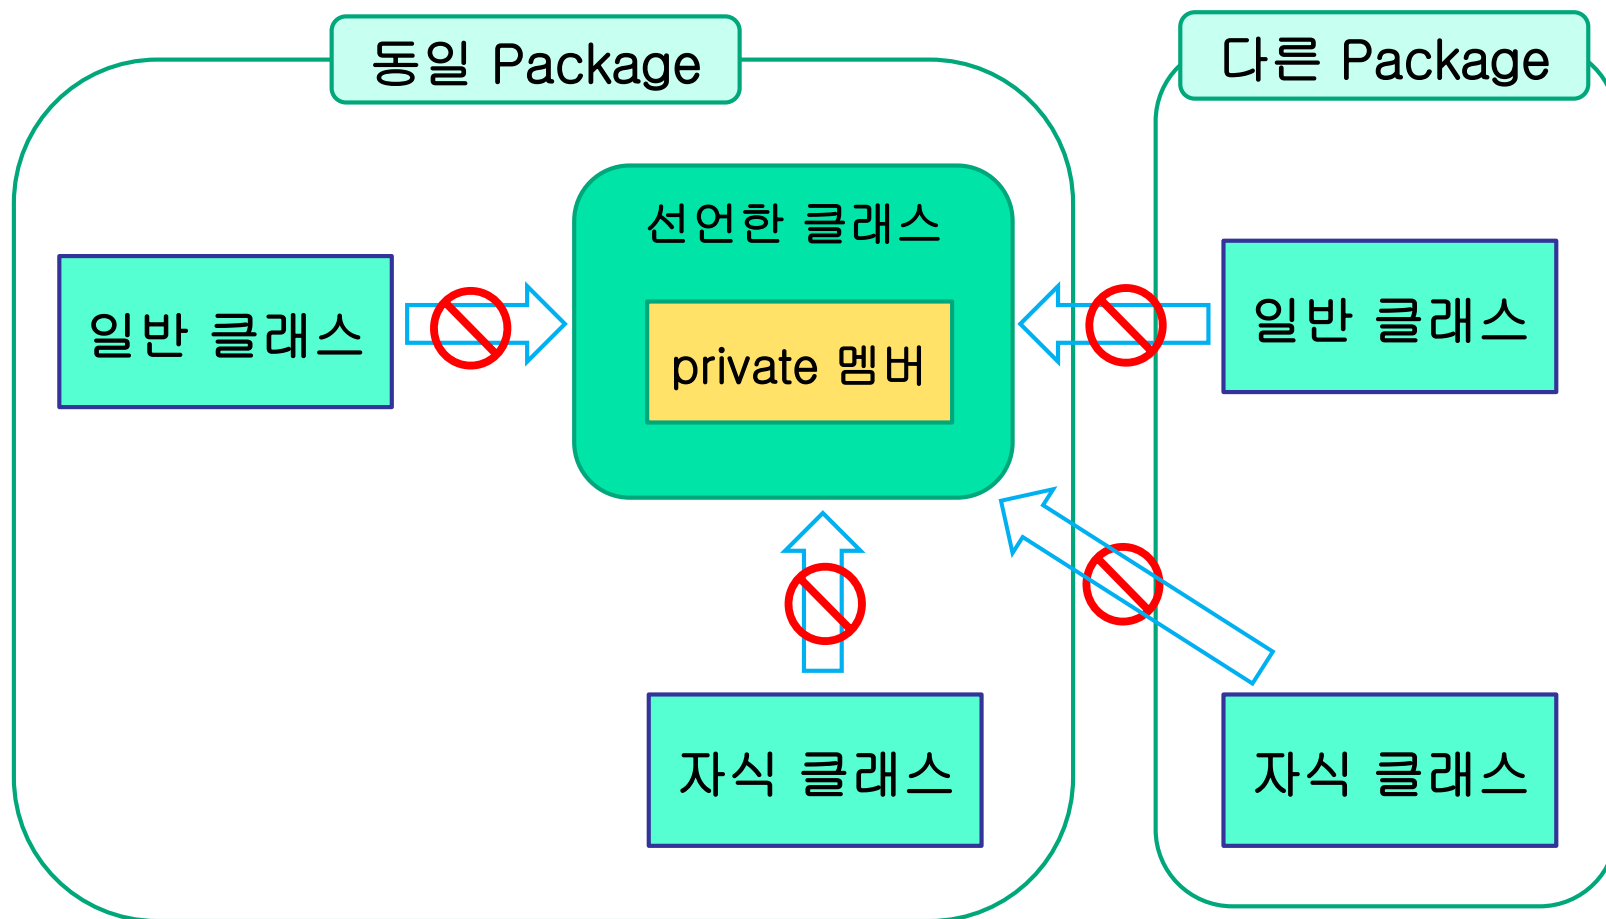 동일 Package
다른 Package
선언한 클래스
일반 클래스
private 멤버
일반 클래스
자식 클래스
자식 클래스